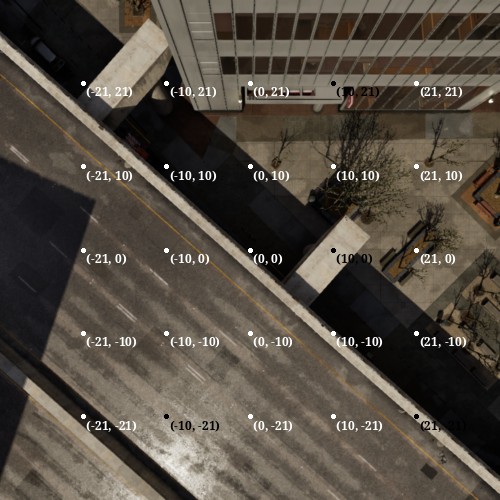 (-21, 21) (-10, 21) (0, 21) (10, 21) (21, 21)
(-21, 10) (-10, 10) (0, 10) (10, 10) (21, 10)
(-21, 0) (-10, 0) (0, 0) (10, 0) (21, 0)
(-21, -10) (-10, -10) (0, -10) (10, -10) (21, -10)
(-21, -21) (-10, -21) (0, -21) (10, -21) (21, -21)